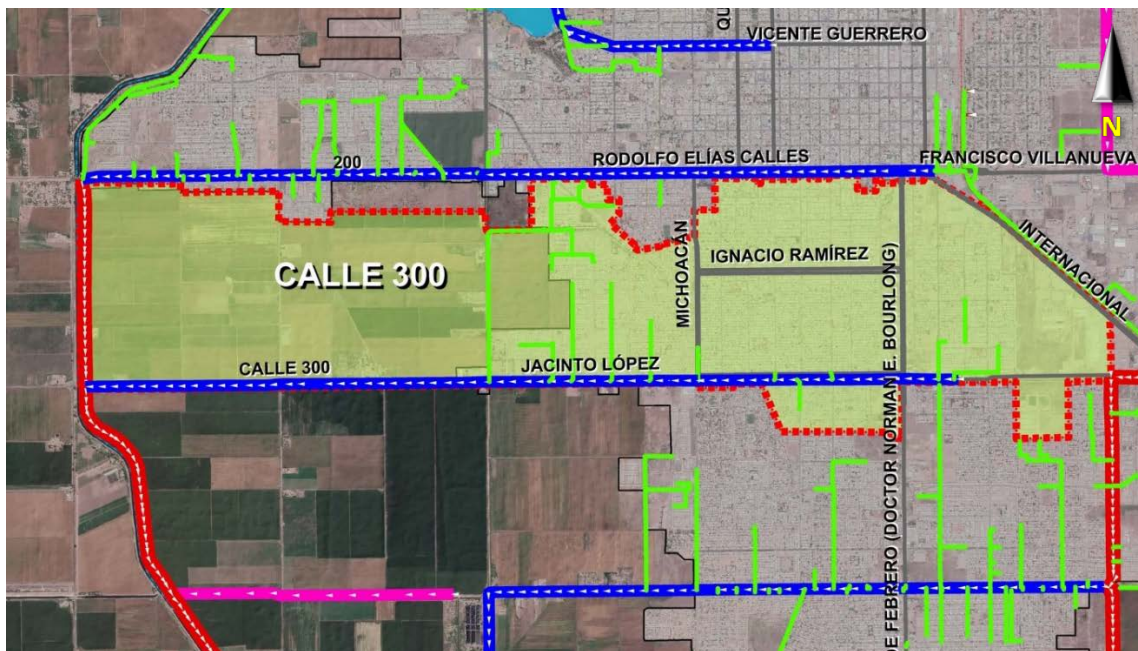 QU
VICENTE GUERRERO
N
200
RODOLFO ELÍAS CALLES
FRANCISCO VILLANUEVA
INTERNACIONAL
MICHOACÁN
IGNACIO RAMÍREZ
CALLE 300
DE FEBRERO (DOCTOR NORMAN E. BOURLONG)
CALLE 300
JACINTO LÓPEZ